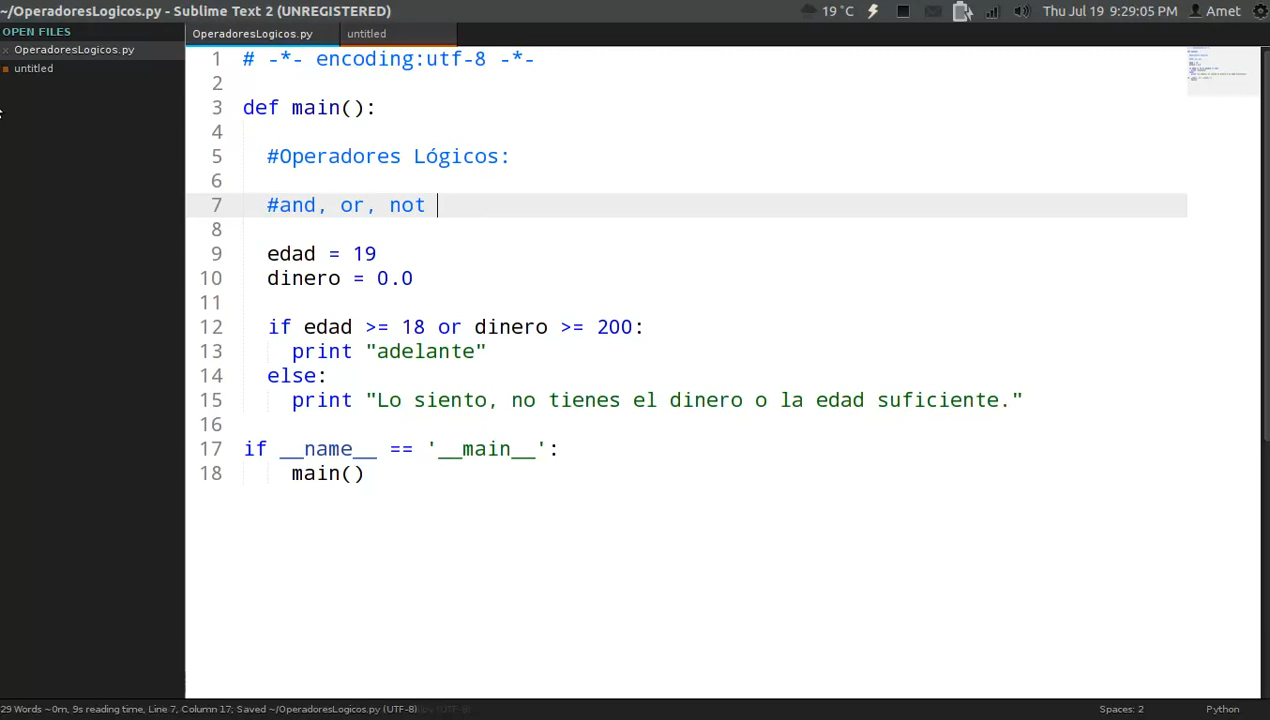 ~/OperadoresLogicos.py - Sublime Text 2 (UNREGISTERED)
19 °C
Thu Jul 19 9:29:05 PM
Amet
OPEN FILES
OperadoresLogicos.py
untitled
OperadoresLogicos.py
untitled
1 # -*- encoding:utf-8 -*-
2
3 def main():
4
5 #Operadores Lógicos:
6
7 #and, or, not
8
9 edad = 19
10 dinero = 0.0
11
12 if edad >= 18 or dinero >= 200:
13 print "adelante"
14 else:
15 print "Lo siento, no tienes el dinero o la edad suficiente."
16
17 if __name__ == '__main__':
18 main()
29 Words ~0m, 9s reading time, Line 7, Column 17; Saved ~/OperadoresLogicos.py (UTF-8)
Spaces: 2
Python